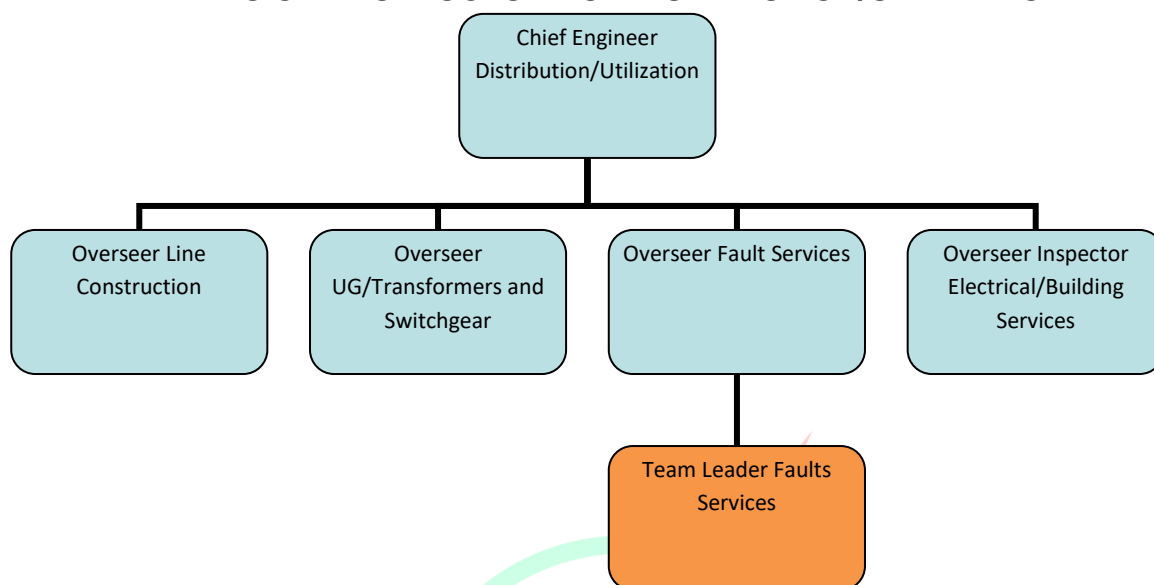 Chief Engineer
Distribution/Utilization
Overseer Line
Construction
Overseer
UG/Transformers and
Switchgear
Overseer Fault Services
Overseer Inspector
Electrical/Building
Services
Team Leader Faults
Services